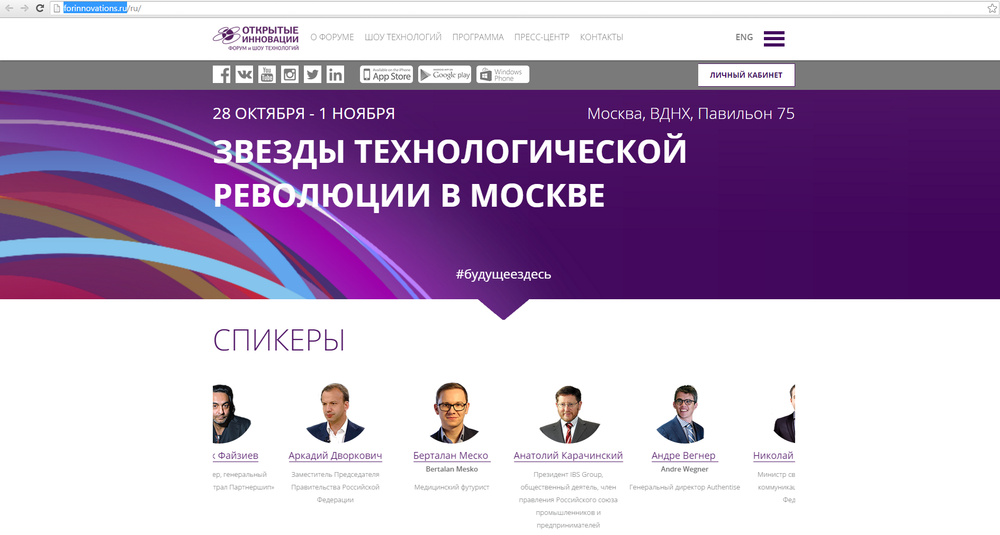 forinnovations.ru/ru/
ОТКРЫТЫЕ
ИННОВАЦИИ
ФОРУМ и ШОУ ТЕХНОЛОГИЙ
О ФОРУМЕ ШОУ ТЕХНОЛОГИЙ ПРОГРАММА ПРЕСС-ЦЕНТР КОНТАКТЫ
ENG
You
Tube
in
Available on the iPhone
App Store
ANDROID APP ON
Google play
Windows
Phone
ЛИЧНЫЙ КАБИНЕТ
28 ОКТЯБРЯ - 1 НОЯБРЯ
Москва, ВДНХ, Павильон 75
ЗВЕЗДЫ ТЕХНОЛОГИЧЕСКОЙ
РЕВОЛЮЦИИ В МОСКВЕ
#будущеездесь
СПИКЕРЫ
к Файзиев
ер, генеральный
трал Партнершип»
Аркадий Дворкович
Заместитель Председателя
Правительства Российской
Федерации
Берталан Меско
Bertalan Mesko
Медицинский футурист
Анатолий Карачинский
Президент IBS Group,
общественный деятель, член
правления Российского союза
промышленников и
предпринимателей
Андре Вегнер
Andre Wegner
Генеральный директор Authentise
Николай
Министр св
коммуникац
Фед